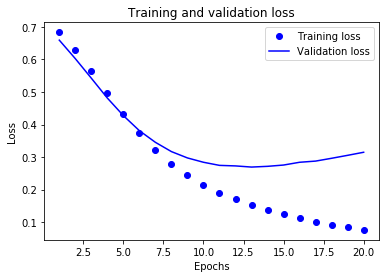 Training and validation loss
Training loss
Validation loss
0.7
0.6
0.5
0.4
0.3
0.2
0.1
Loss
2.5 5.0 7.5 10.0 12.5 15.0 17.5 20.0
Epochs